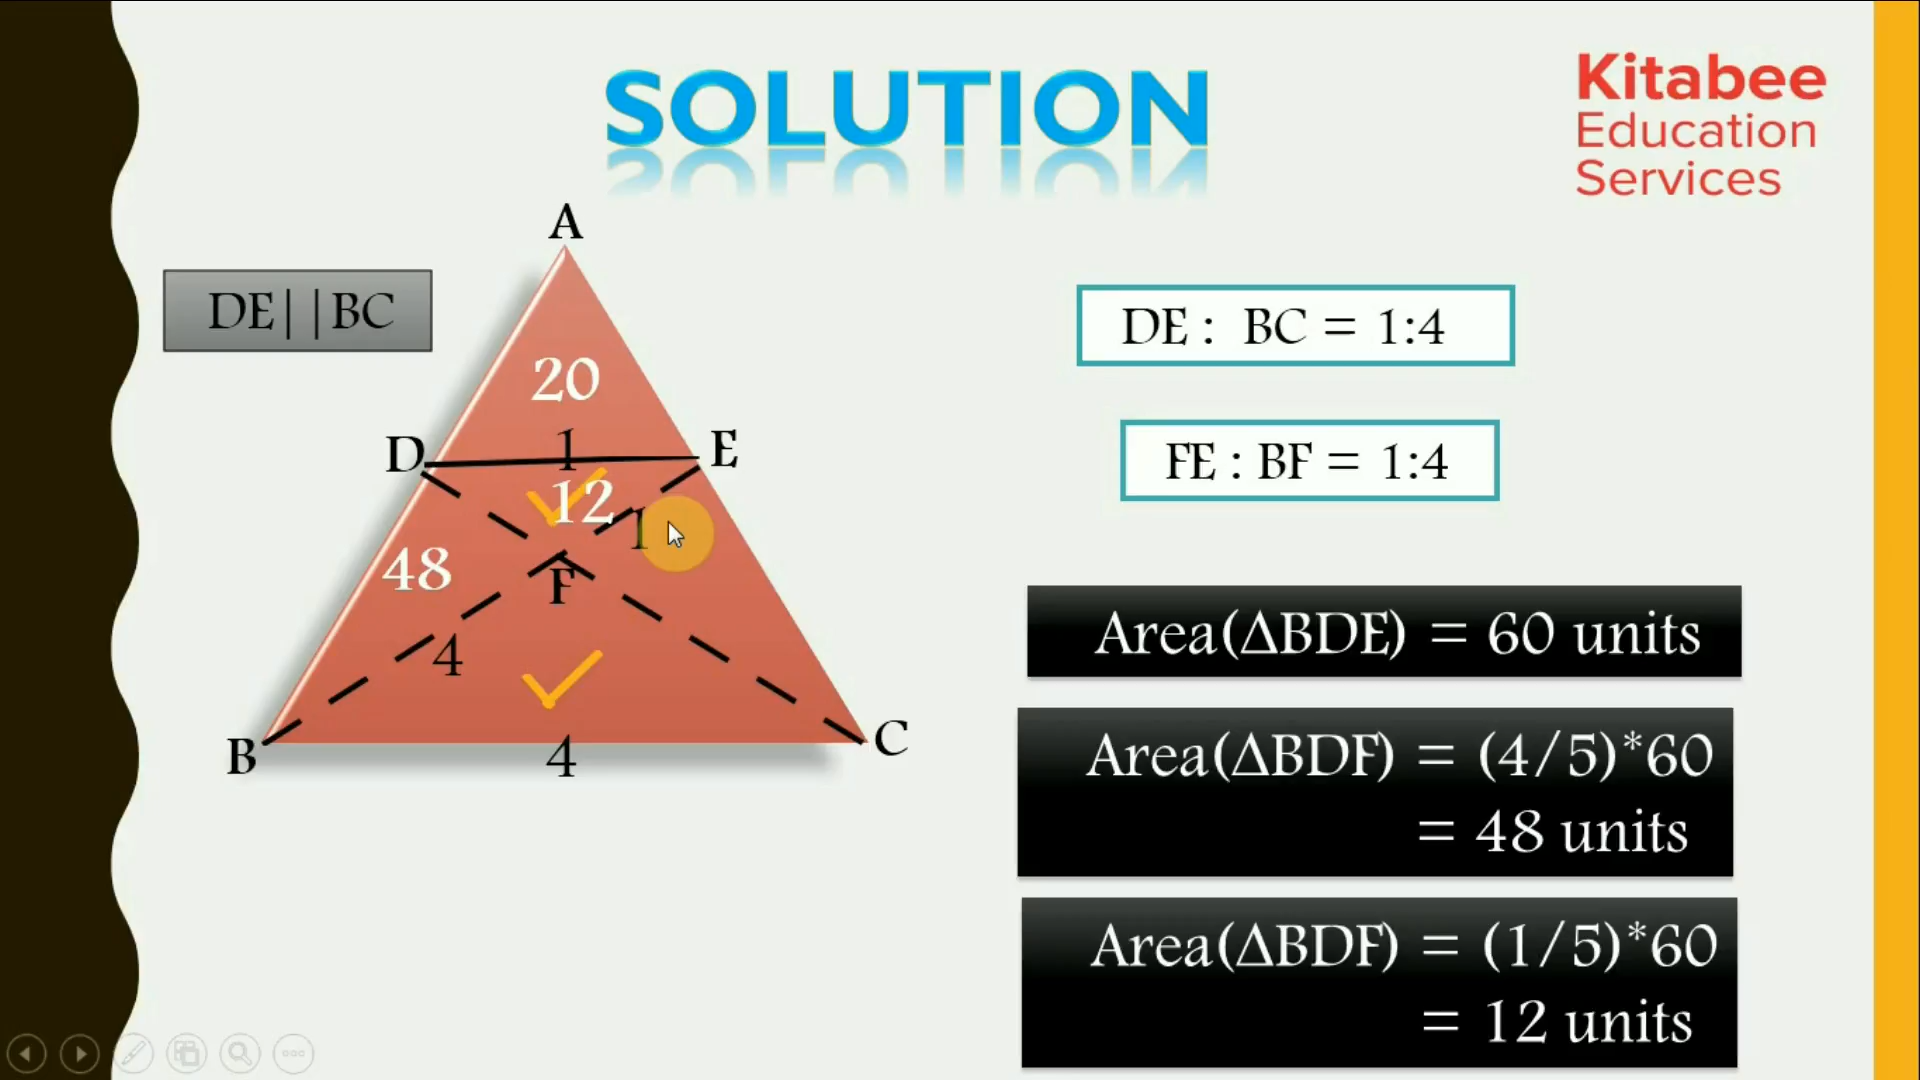 SOLUTION
Kitabee
Education
Services
DE||BC
A
20
D
1
E
12
1
48
F
4
B
4
C
DE : BC = 1:4
FE : BF = 1:4
Area(ΔBDE) = 60 units
Area(ΔBDF) = (4/5)*60
= 48 units
Area(ΔBDF) = (1/5)*60
= 12 units